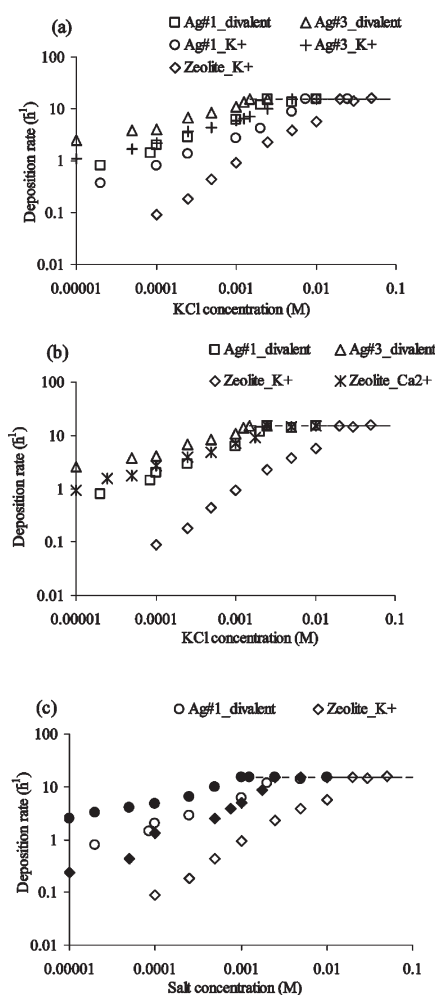 (a)
Ag#1_divalent Ag#3_divalent
Ag#1_K+ Ag#3_K+
Zeolite_K+
100
10
1
0.1
0.01
Deposition rate (h⁻¹)
0.00001 0.0001 0.001 0.01 0.1
KCl concentration (M)
(b)
Ag#1_divalent Ag#3_divalent
Zeolite_K+ Zeolite_Ca2+
100
10
1
0.1
0.01
Deposition rate (h⁻¹)
0.00001 0.0001 0.001 0.01 0.1
KCl concentration (M)
(c)
Ag#1_divalent Zeolite_K+
100
10
1
0.1
0.01
Deposition rate (h⁻¹)
0.00001 0.0001 0.001 0.01 0.1
Salt concentration (M)